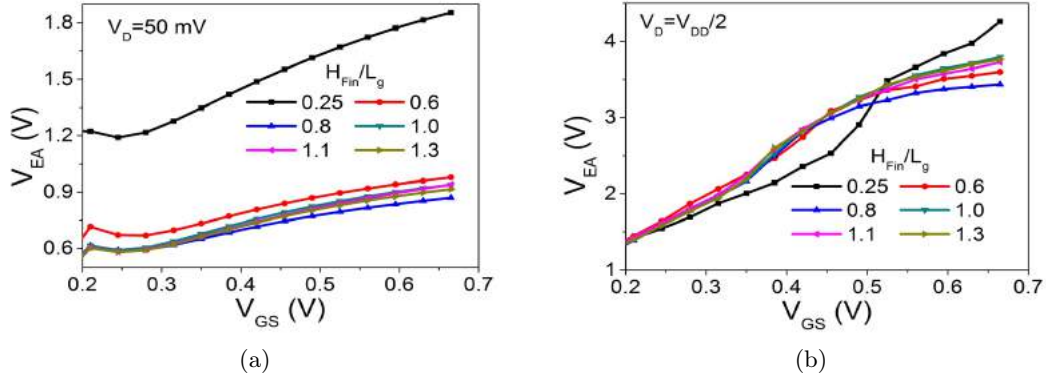 V_D=50 mV
H_Fin/L_g
0.25 0.6
0.8 1.0
1.1 1.3
V_EA (V)
1.8
1.5
1.2
0.9
0.6
0.2 0.3 0.4 0.5 0.6 0.7
V_GS (V)
(a)
V_D=V_DD/2
H_Fin/L_g
0.25 0.6
0.8 1.0
1.1 1.3
V_EA (V)
4
3
2
1
0.2 0.3 0.4 0.5 0.6 0.7
V_GS (V)
(b)